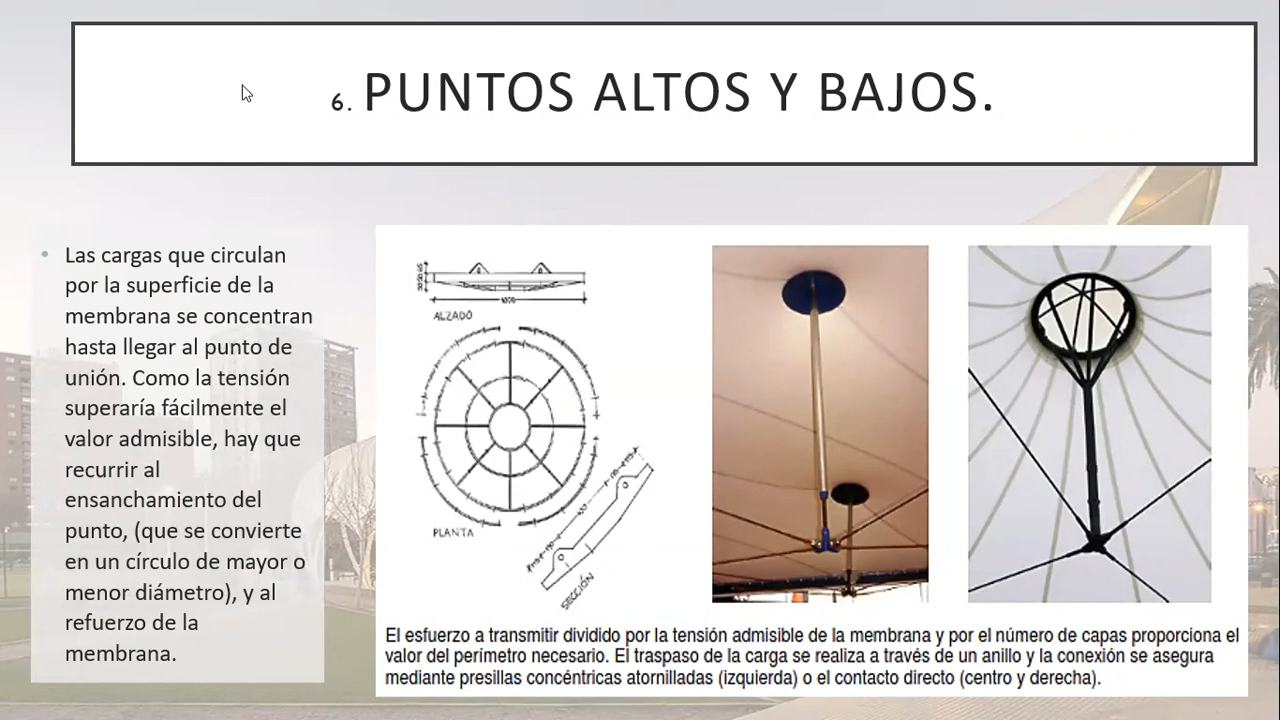 6. PUNTOS ALTOS Y BAJOS.
• Las cargas que circulan
por la superficie de la
membrana se concentran
hasta llegar al punto de
unión. Como la tensión
superaría fácilmente el
valor admisible, hay que
recurrir al
ensanchamiento del
punto, (que se convierte
en un círculo de mayor o
menor diámetro), y al
refuerzo de la
membrana.
ALZADO
PLANTA
SECCIÓN
El esfuerzo a transmitir dividido por la tensión admisible de la membrana y por el número de capas proporciona el
valor del perímetro necesario. El traspaso de la carga se realiza a través de un anillo y la conexión se asegura
mediante presillas concéntricas atornilladas (izquierda) o el contacto directo (centro y derecha).